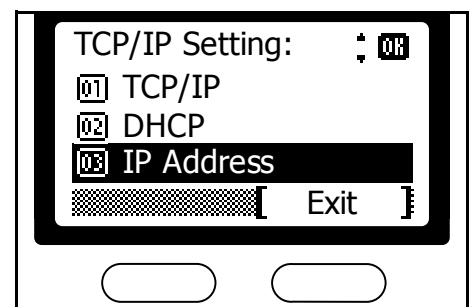 TCP/IP Setting: OK
01 TCP/IP
02 DHCP
03 IP Address
[ Exit ]